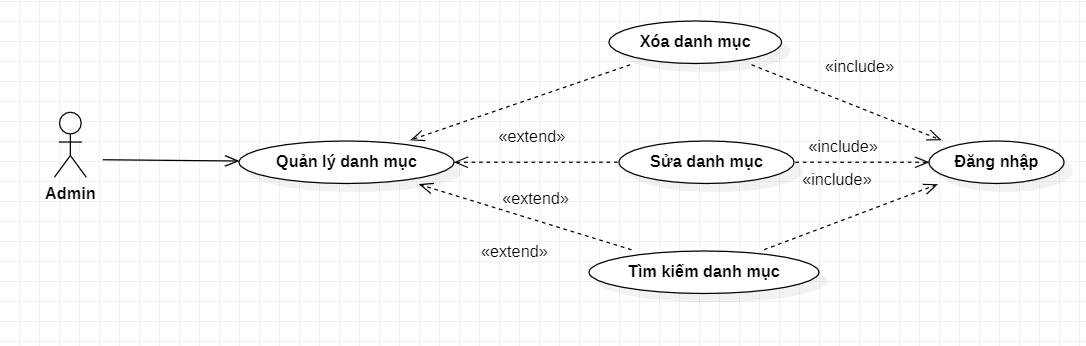 Xóa danh mục
«include»
«extend»
Quản lý danh mục
Sửa danh mục
«include»
Đăng nhập
«include»
Admin
«extend»
«extend»
Tìm kiếm danh mục